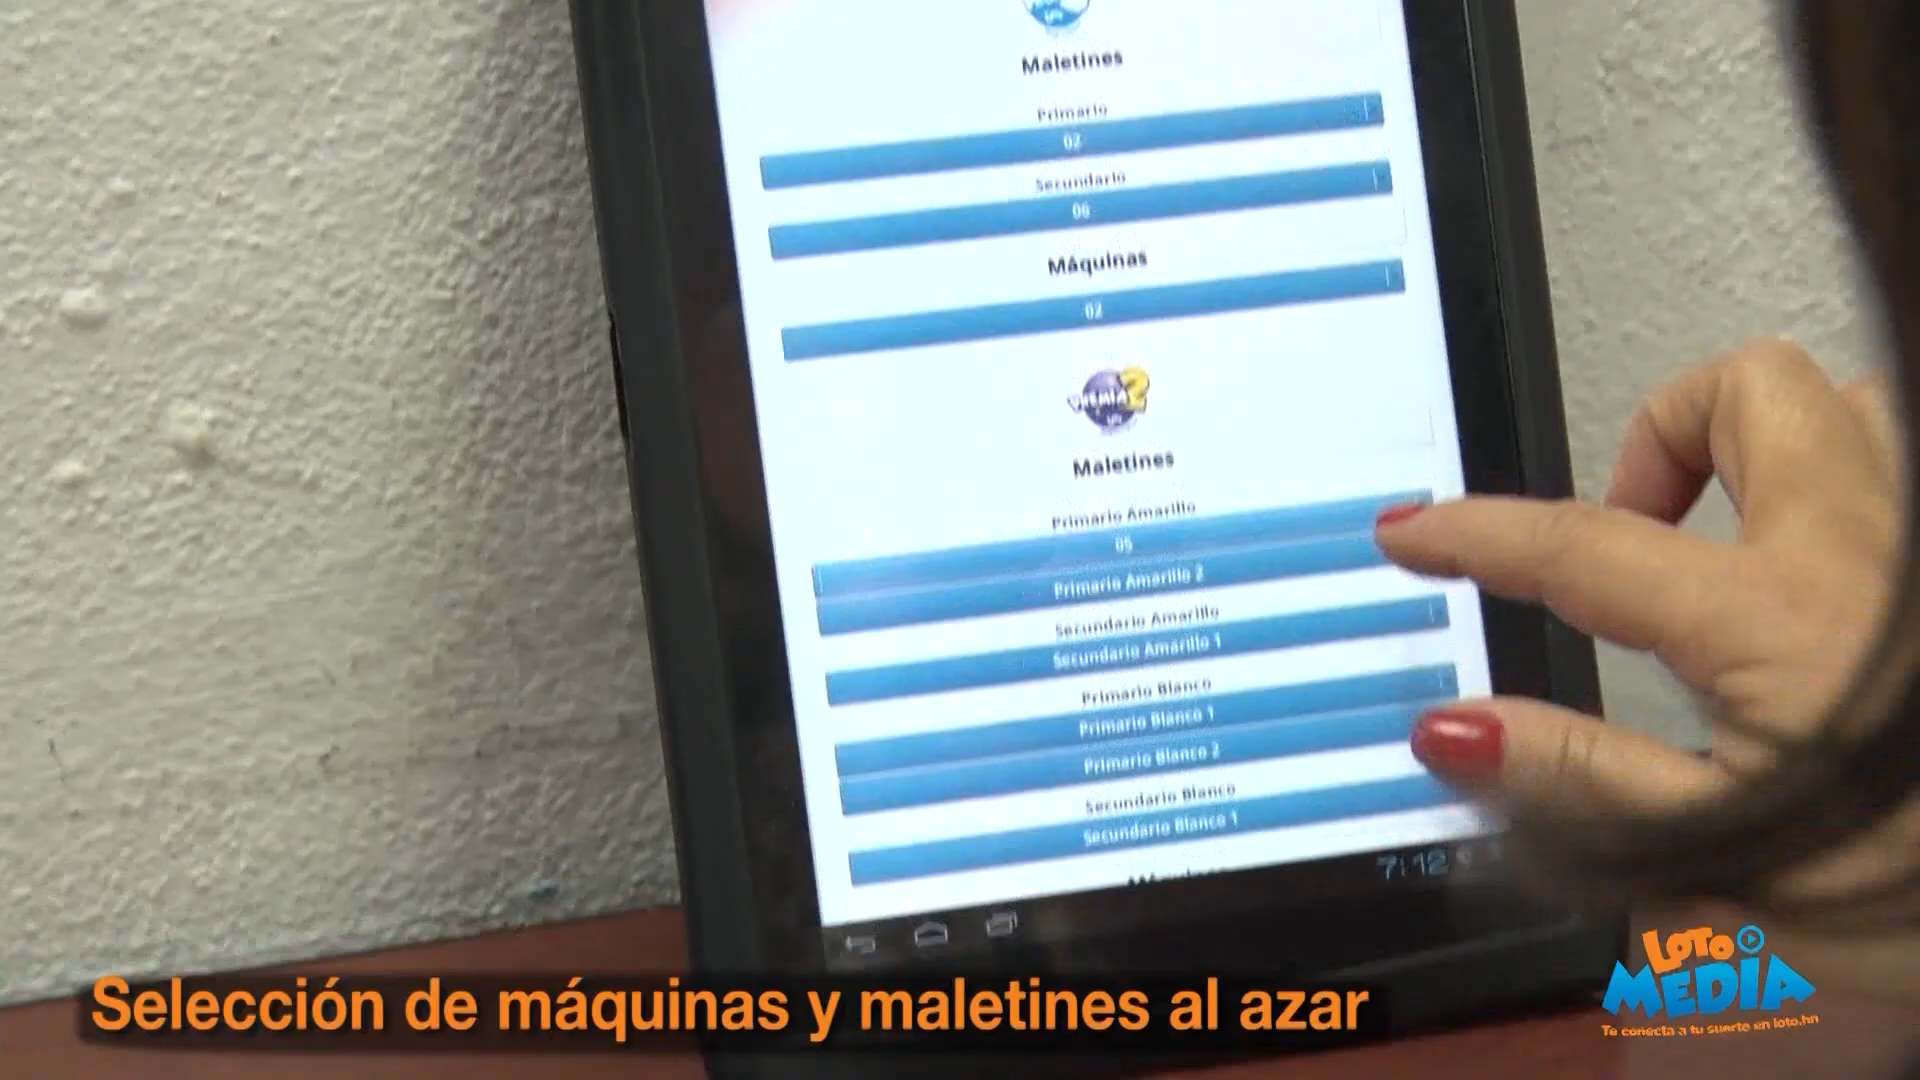 Maletines
Primario
02
Secundario
06
Máquinas
02
PREMIA2
Maletines
Primario Amarillo
05
Primario Amarillo 2
Secundario Amarillo
Secundario Amarillo 1
Primario Blanco
Primario Blanco 1
Primario Blanco 2
Secundario Blanco
Secundario Blanco 1
7:12
Selección de máquinas y maletines al azar
LOTO
MEDIA
Te conecta a tu suerte en loto.hn